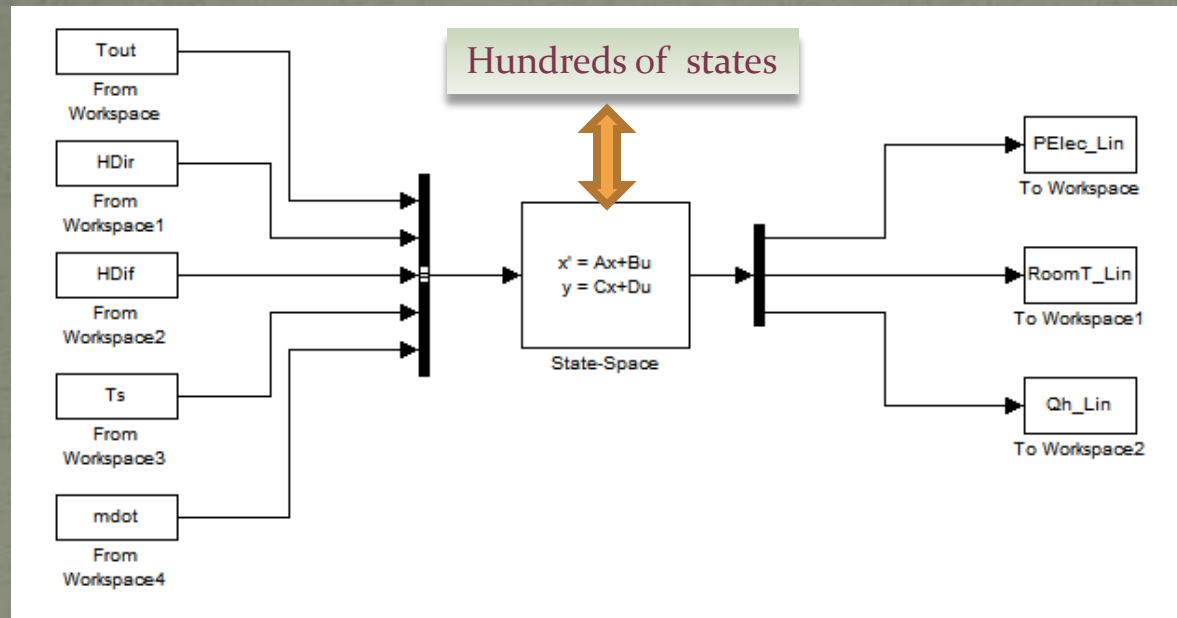 Hundreds of states
Tout
From
Workspace
HDir
From
Workspace1
HDif
From
Workspace2
Ts
From
Workspace3
mdot
From
Workspace4
x' = Ax+Bu
y = Cx+Du
State-Space
PElec_Lin
To Workspace
RoomT_Lin
To Workspace1
Qh_Lin
To Workspace2